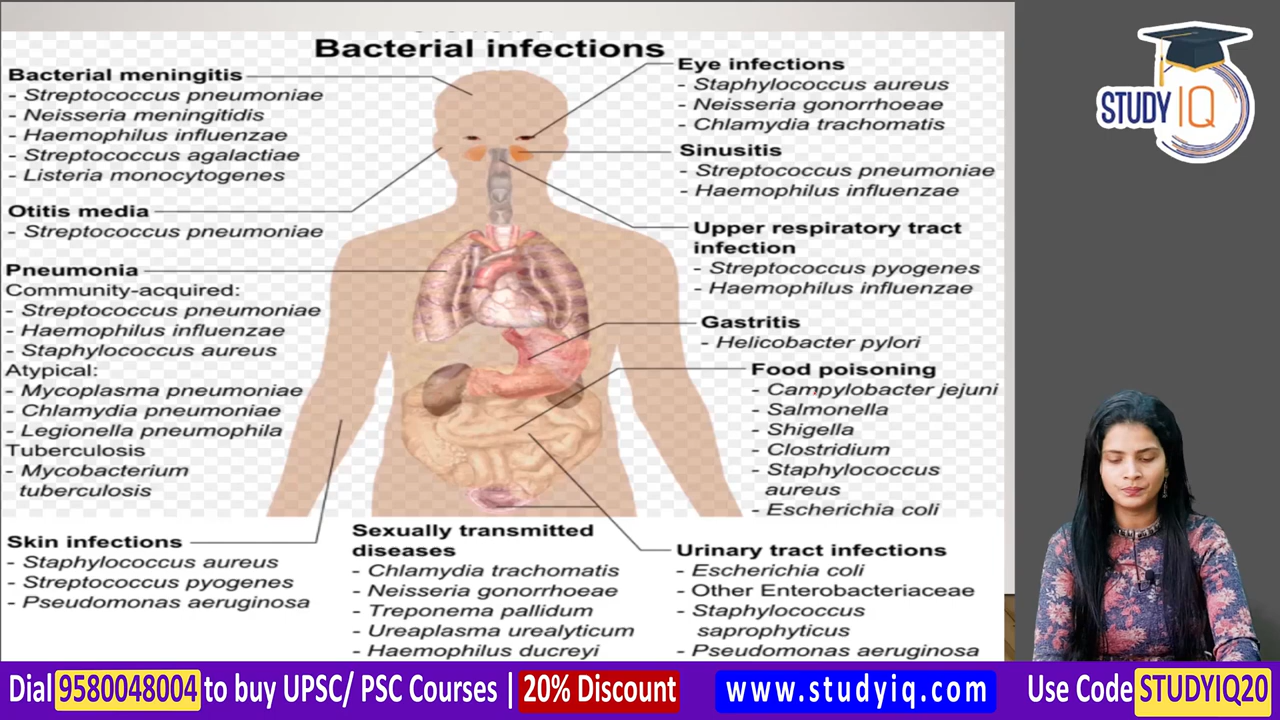 Bacterial infections
Bacterial meningitis
- Streptococcus pneumoniae
- Neisseria meningitidis
- Haemophilus influenzae
- Streptococcus agalactiae
- Listeria monocytogenes
Otitis media
- Streptococcus pneumoniae
Pneumonia
Community-acquired:
- Streptococcus pneumoniae
- Haemophilus influenzae
- Staphylococcus aureus
Atypical:
- Mycoplasma pneumoniae
- Chlamydia pneumoniae
- Legionella pneumophila
Tuberculosis
- Mycobacterium
tuberculosis
Skin infections
- Staphylococcus aureus
- Streptococcus pyogenes
- Pseudomonas aeruginosa
Eye infections
- Staphylococcus aureus
- Neisseria gonorrhoeae
- Chlamydia trachomatis
Sinusitis
- Streptococcus pneumoniae
- Haemophilus influenzae
Upper respiratory tract
infection
- Streptococcus pyogenes
- Haemophilus influenzae
Gastritis
- Helicobacter pylori
Food poisoning
- Campylobacter jejuni
- Salmonella
- Shigella
- Clostridium
- Staphylococcus
aureus
- Escherichia coli
Sexually transmitted
diseases
- Chlamydia trachomatis
- Neisseria gonorrhoeae
- Treponema pallidum
- Ureaplasma urealyticum
- Haemophilus ducreyi
Urinary tract infections
- Escherichia coli
- Other Enterobacteriaceae
- Staphylococcus
saprophyticus
- Pseudomonas aeruginosa
STUDY IQ
Dial 9580048004 to buy UPSC/ PSC Courses | 20% Discount www.studyiq.com Use Code STUDYIQ20